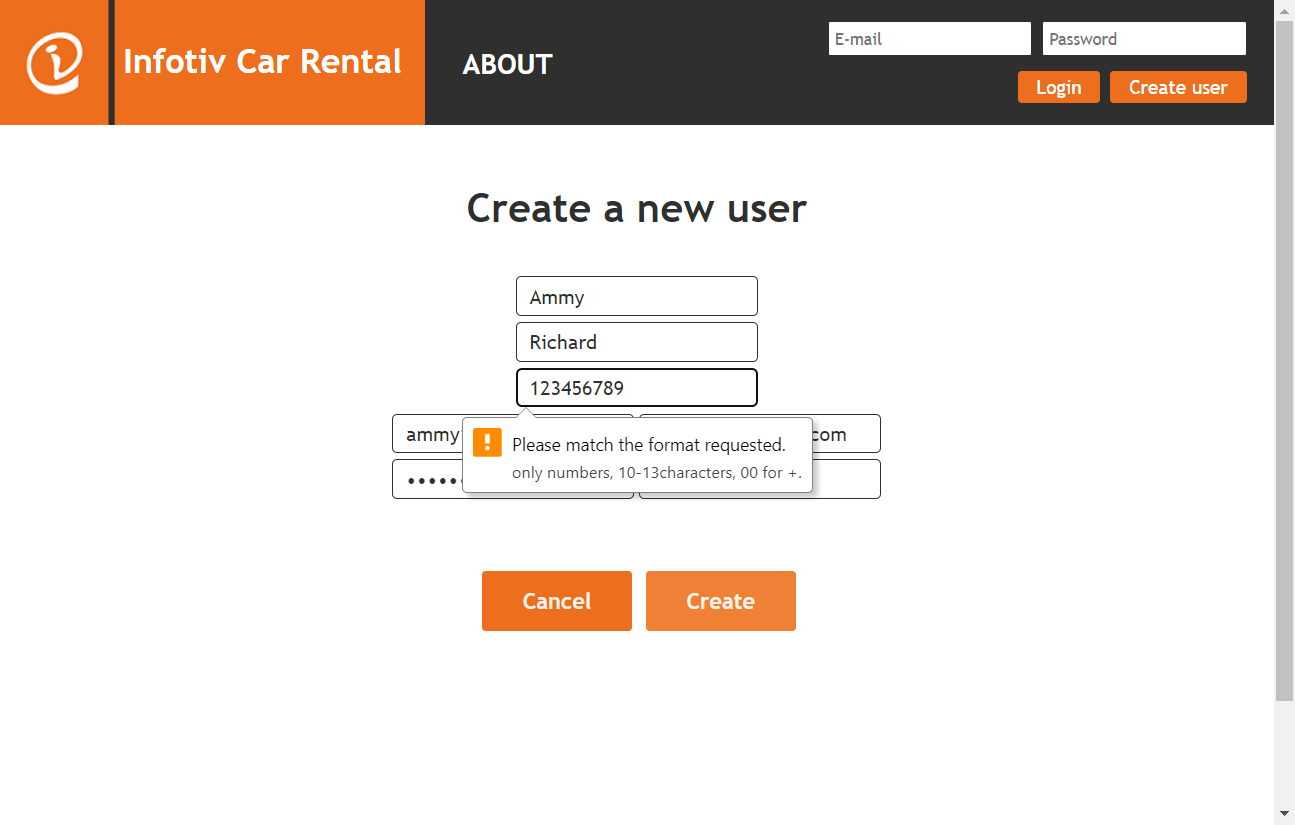 Infotiv Car Rental
ABOUT
E-mail
Password
Login
Create user
Create a new user
Ammy
Richard
123456789
ammy
com
Please match the format requested.
only numbers, 10-13characters, 00 for +.
Cancel
Create